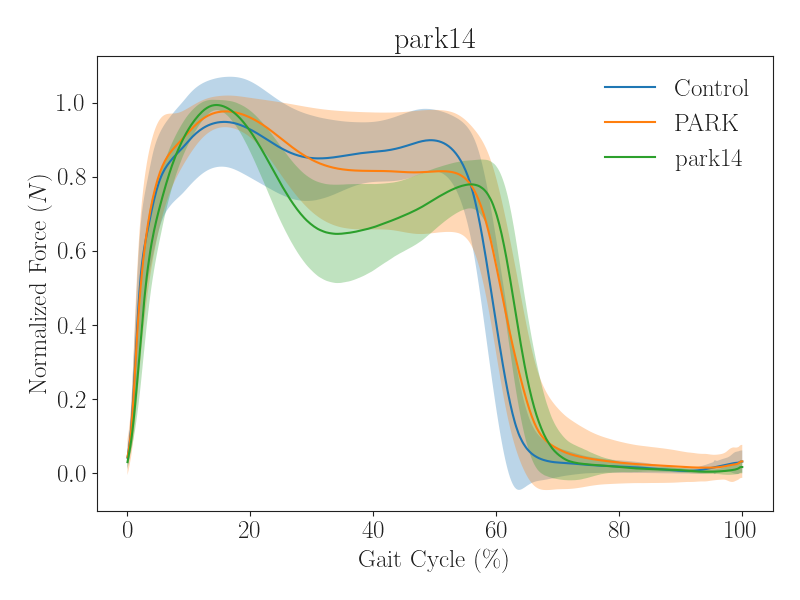 park14
Control
PARK
park14
1.0
0.8
0.6
0.4
0.2
0.0
Normalized Force (N)
0 20 40 60 80 100
Gait Cycle (%)